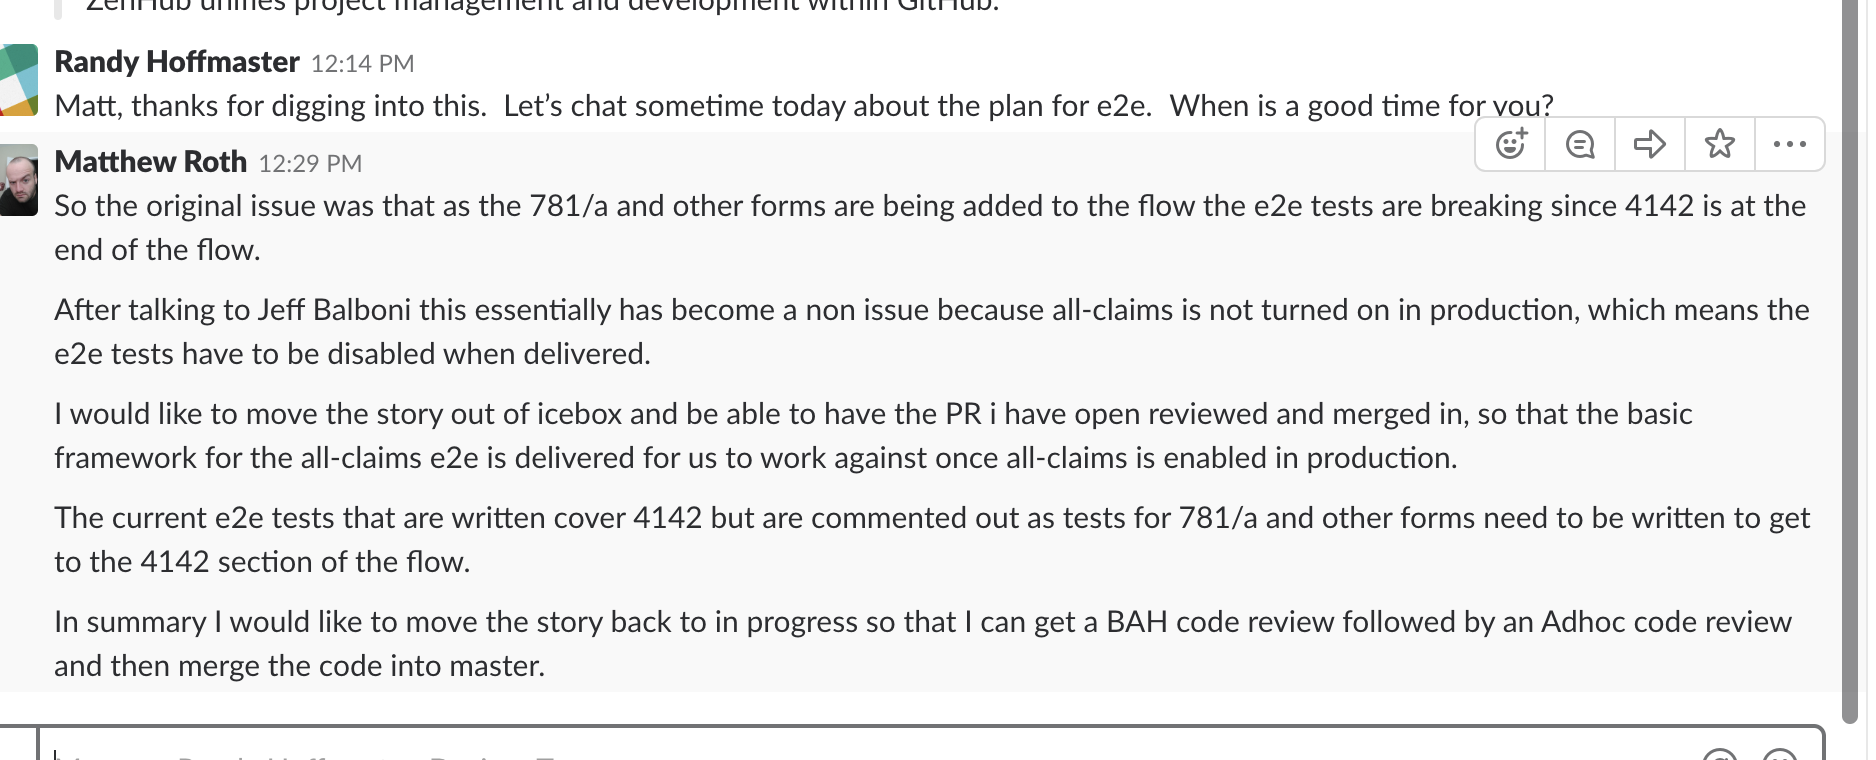 ZenHub unifies project management and development within GitHub.
Randy Hoffmaster 12:14 PM
Matt, thanks for digging into this.  Let’s chat sometime today about the plan for e2e.  When is a good time for you?
Matthew Roth 12:29 PM
So the original issue was that as the 781/a and other forms are being added to the flow the e2e tests are breaking since 4142 is at the
end of the flow.
After talking to Jeff Balboni this essentially has become a non issue because all-claims is not turned on in production, which means the
e2e tests have to be disabled when delivered.
I would like to move the story out of icebox and be able to have the PR i have open reviewed and merged in, so that the basic
framework for the all-claims e2e is delivered for us to work against once all-claims is enabled in production.
The current e2e tests that are written cover 4142 but are commented out as tests for 781/a and other forms need to be written to get
to the 4142 section of the flow.
In summary I would like to move the story back to in progress so that I can get a BAH code review followed by an Adhoc code review
and then merge the code into master.